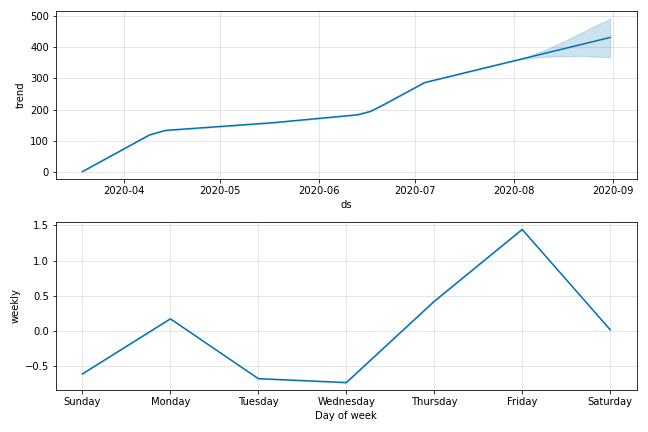 500
400
300
200
100
0
trend
2020-04 2020-05 2020-06 2020-07 2020-08 2020-09
ds
1.5
1.0
0.5
0.0
−0.5
weekly
Sunday Monday Tuesday Wednesday Thursday Friday Saturday
Day of week